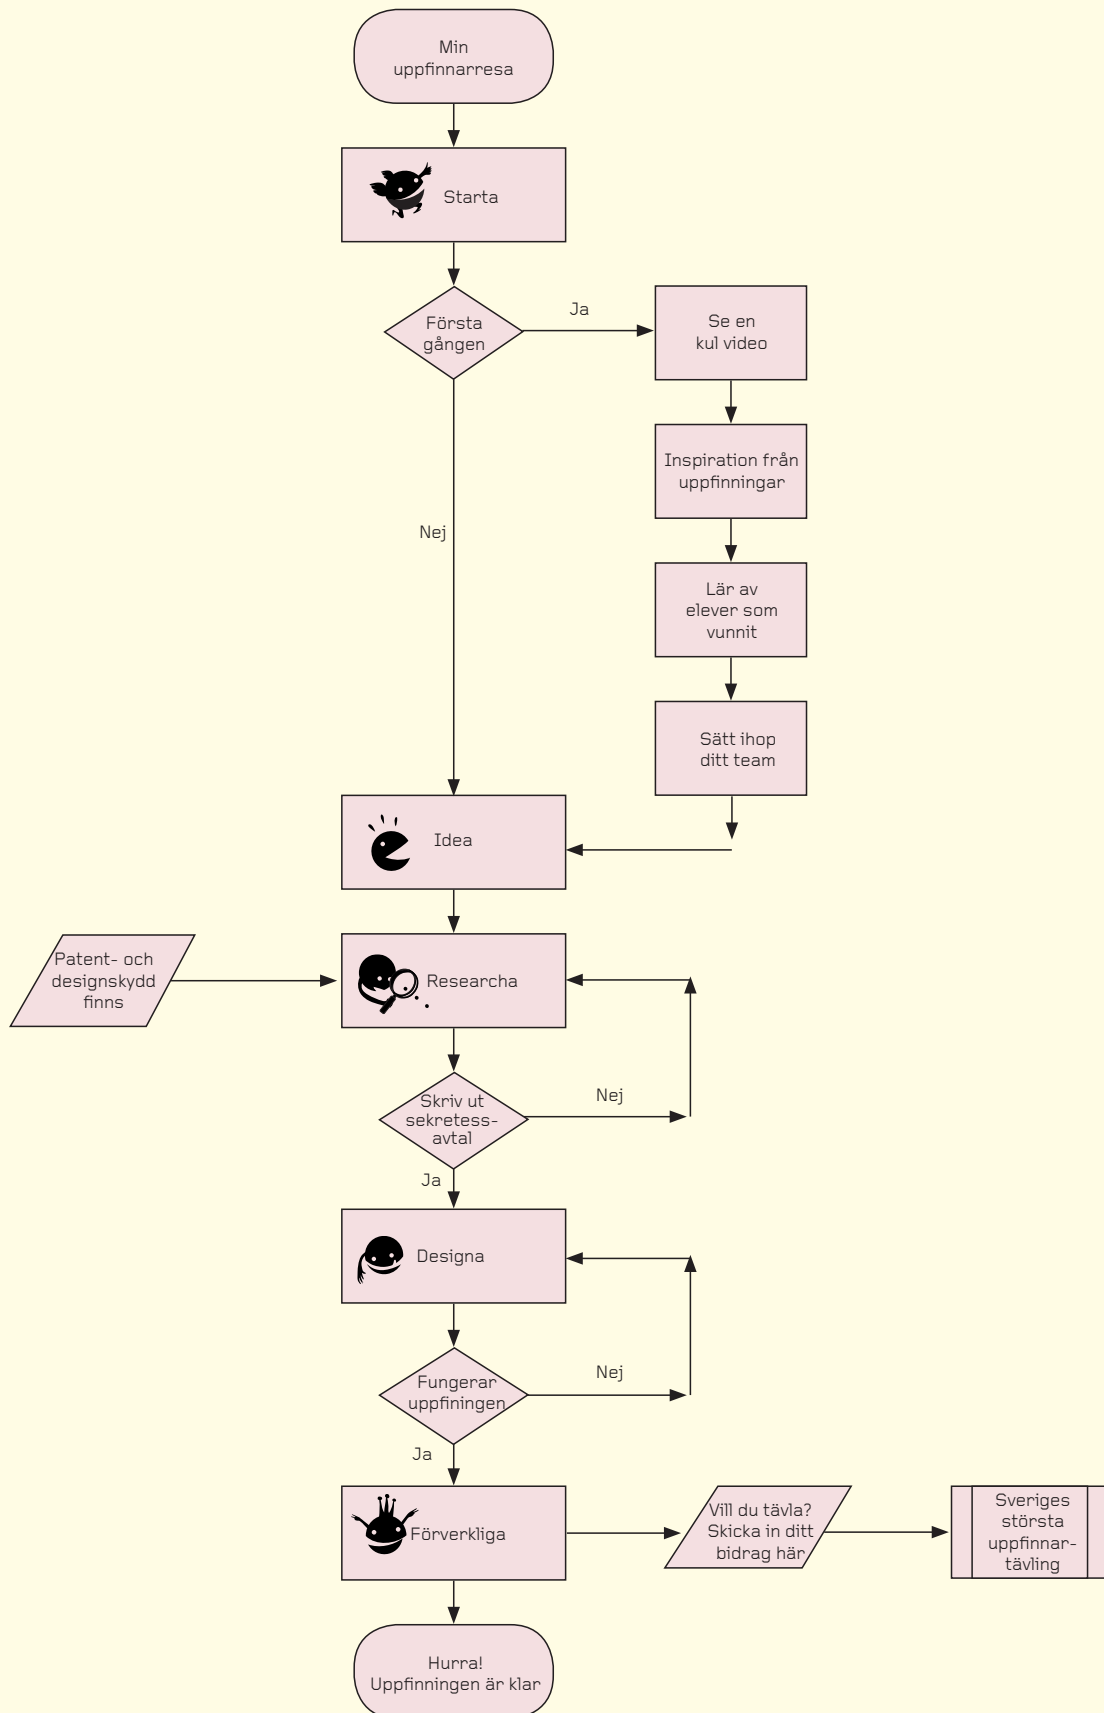 Min
uppfinnarresa
Starta
Första
gången
Ja
Se en
kul video
Inspiration från
uppfinningar
Nej
Lär av
elever som
vunnit
Sätt ihop
ditt team
Idea
Patent- och
designskydd
finns
Researcha
Skriv ut
sekretess-
avtal
Nej
Ja
Designa
Fungerar
uppfiningen
Nej
Ja
Förverkliga
Vill du tävla?
Skicka in ditt
bidrag här
Sveriges
största
uppfinnar-
tävling
Hurra!
Uppfinningen är klar